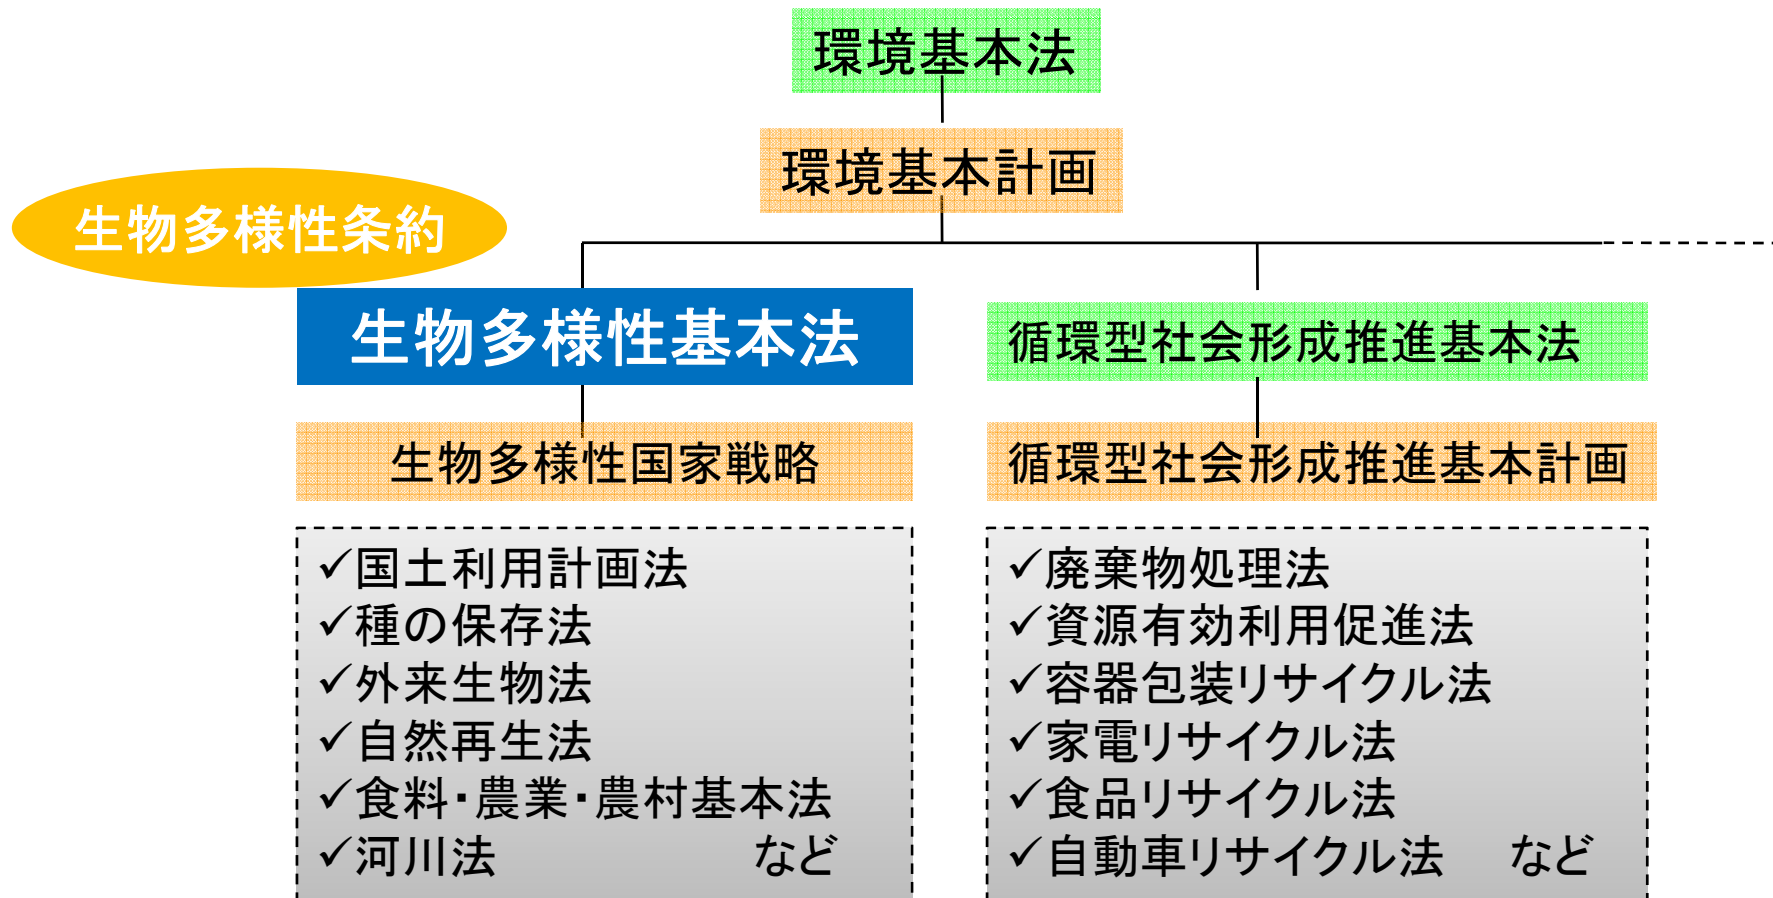 環境基本法
環境基本計画
生物多様性条約
生物多様性基本法
生物多様性国家戦略
✓国土利用計画法
✓種の保存法
✓外来生物法
✓自然再生法
✓食料・農業・農村基本法
✓河川法 など
循環型社会形成推進基本法
循環型社会形成推進基本計画
✓廃棄物処理法
✓資源有効利用促進法
✓容器包装リサイクル法
✓家電リサイクル法
✓食品リサイクル法
✓自動車リサイクル法 など